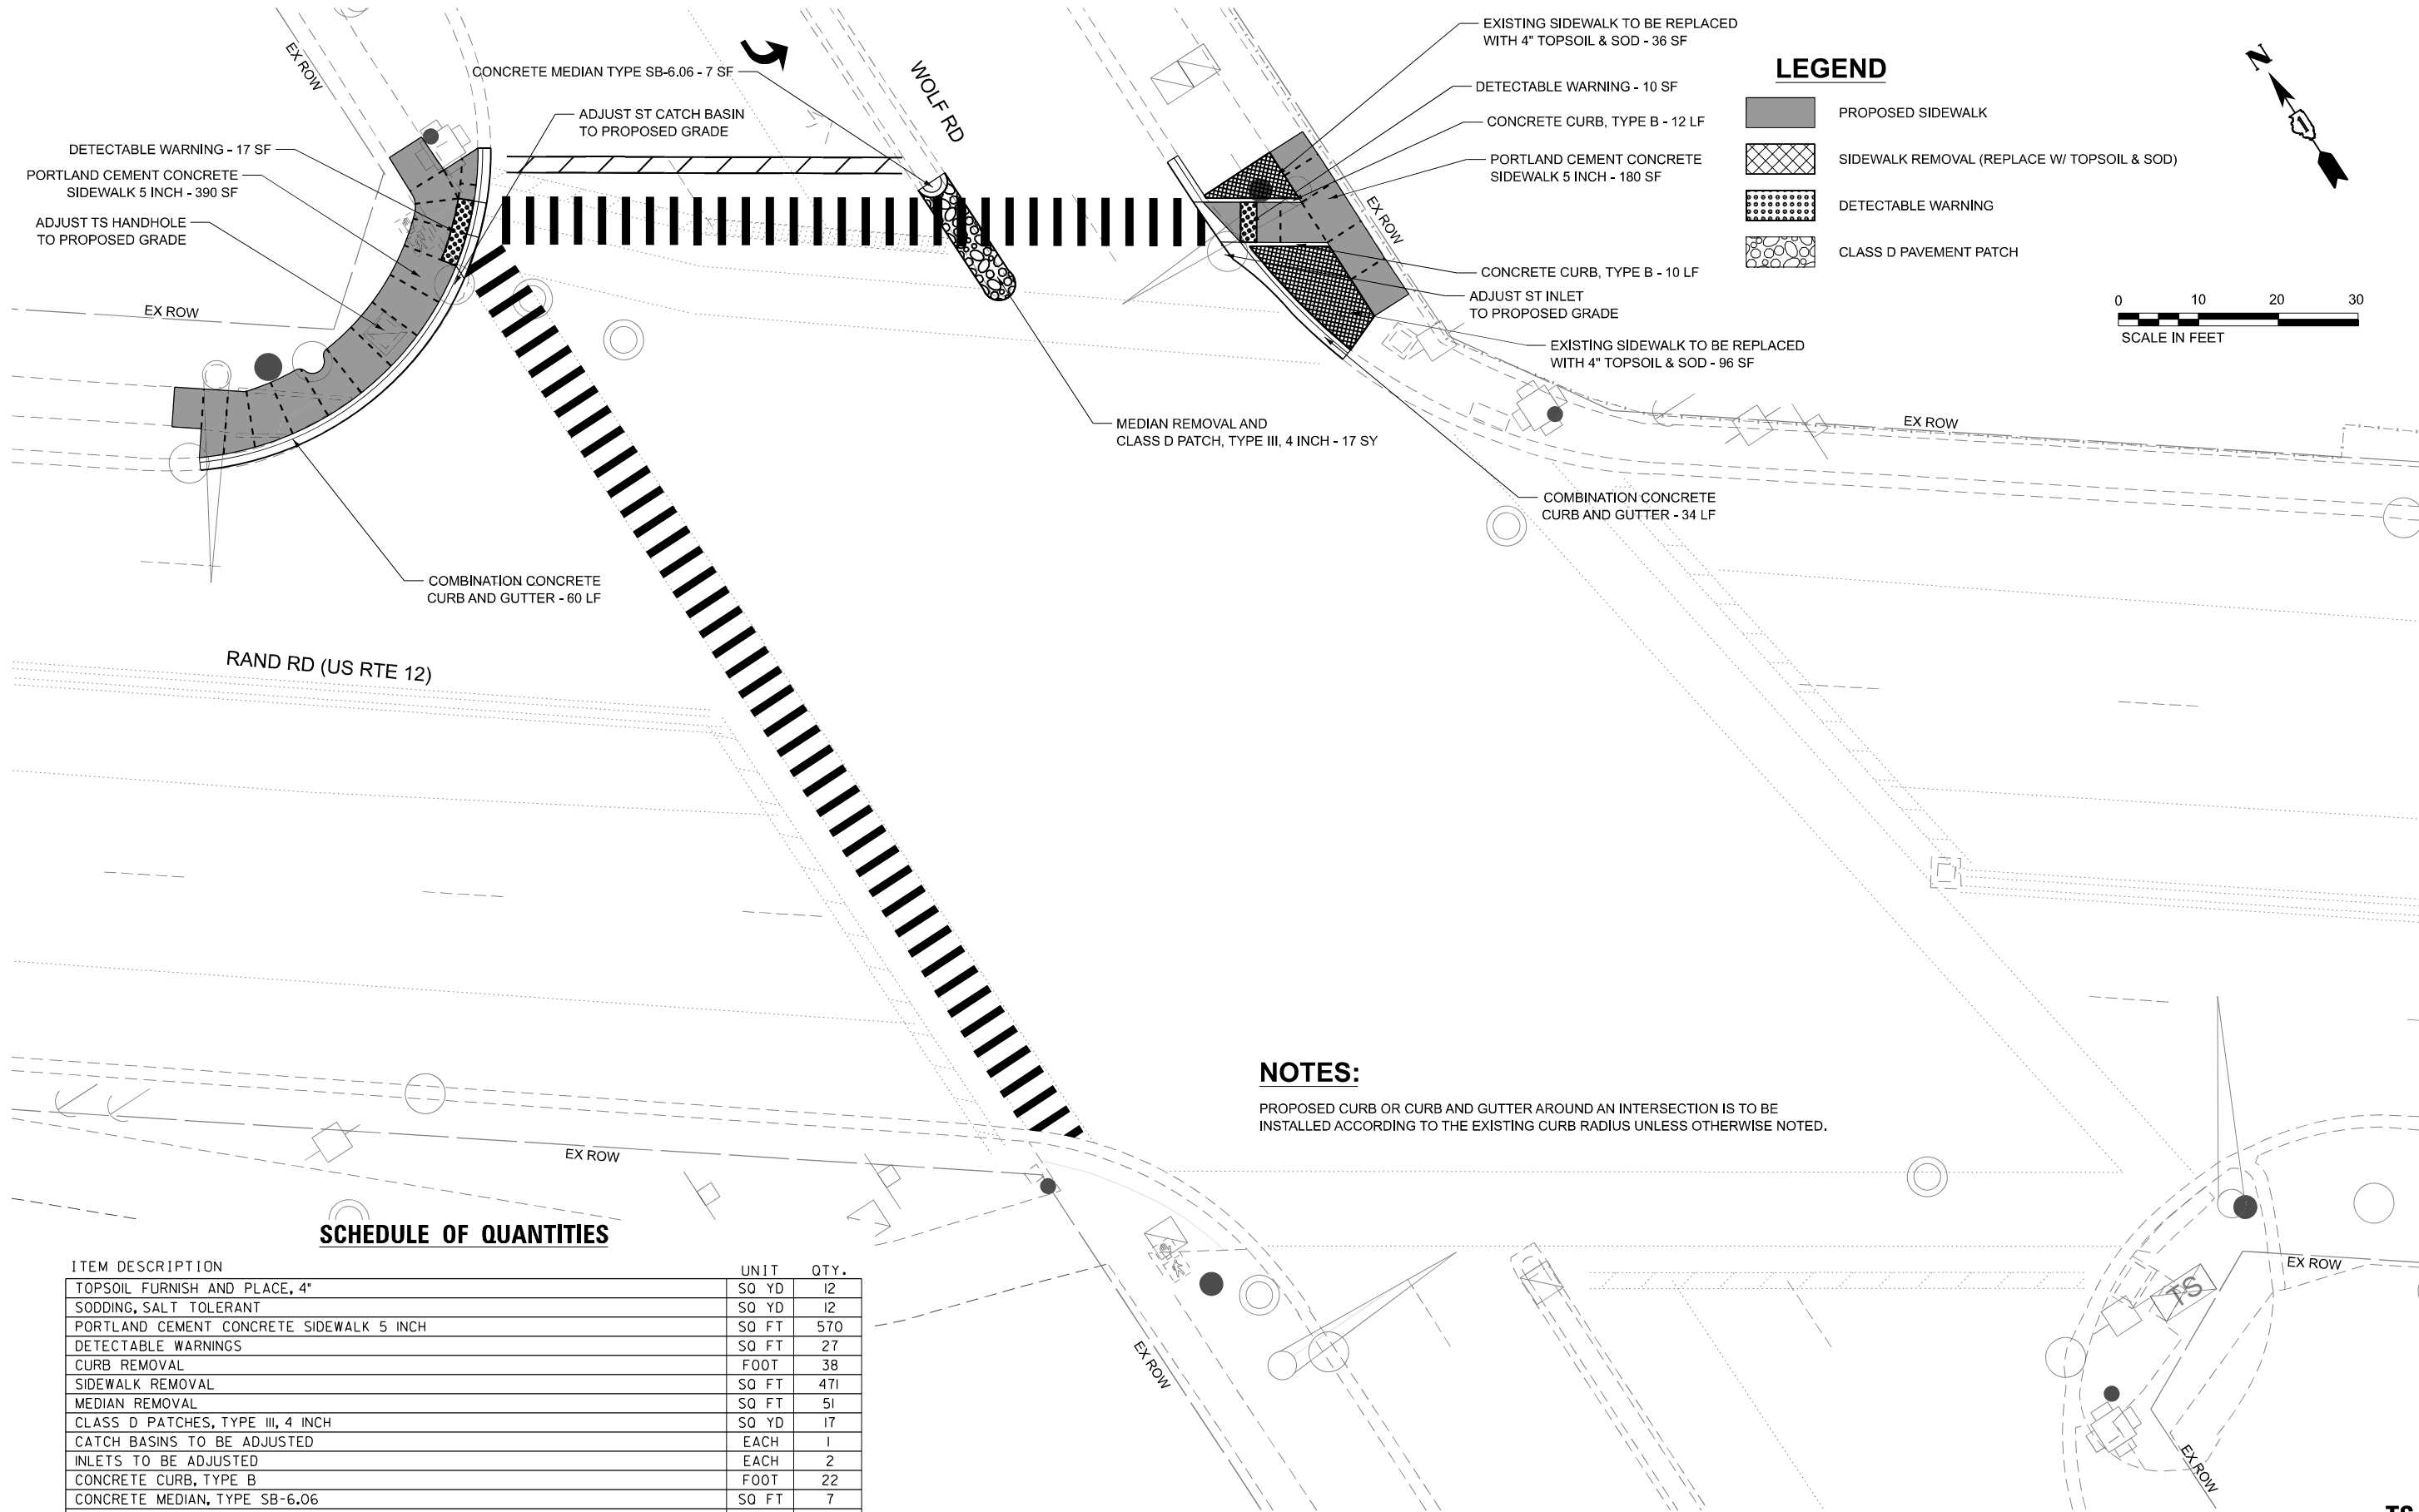 EX ROW
CONCRETE MEDIAN TYPE SB-6.06 - 7 SF
WOLF RD
ADJUST ST CATCH BASIN
TO PROPOSED GRADE
DETECTABLE WARNING - 17 SF
PORTLAND CEMENT CONCRETE
SIDEWALK 5 INCH - 390 SF
ADJUST TS HANDHOLE
TO PROPOSED GRADE
EX ROW
EXISTING SIDEWALK TO BE REPLACED
WITH 4" TOPSOIL & SOD - 36 SF
DETECTABLE WARNING - 10 SF
CONCRETE CURB, TYPE B - 12 LF
PORTLAND CEMENT CONCRETE
SIDEWALK 5 INCH - 180 SF
EX ROW
CONCRETE CURB, TYPE B - 10 LF
ADJUST ST INLET
TO PROPOSED GRADE
EXISTING SIDEWALK TO BE REPLACED
WITH 4" TOPSOIL & SOD - 96 SF
LEGEND
PROPOSED SIDEWALK
SIDEWALK REMOVAL (REPLACE W/ TOPSOIL & SOD)
DETECTABLE WARNING
CLASS D PAVEMENT PATCH
N
0 10 20 30
SCALE IN FEET
MEDIAN REMOVAL AND
CLASS D PATCH, TYPE III, 4 INCH - 17 SY
EX ROW
COMBINATION CONCRETE
CURB AND GUTTER - 34 LF
COMBINATION CONCRETE
CURB AND GUTTER - 60 LF
RAND RD (US RTE 12)
NOTES:
PROPOSED CURB OR CURB AND GUTTER AROUND AN INTERSECTION IS TO BE
INSTALLED ACCORDING TO THE EXISTING CURB RADIUS UNLESS OTHERWISE NOTED.
EX ROW
EX ROW
TS
EX ROW
EX ROW
SCHEDULE OF QUANTITIES
ITEM DESCRIPTION UNIT QTY.
TOPSOIL FURNISH AND PLACE, 4" SQ YD 12
SODDING, SALT TOLERANT SQ YD 12
PORTLAND CEMENT CONCRETE SIDEWALK 5 INCH SQ FT 570
DETECTABLE WARNINGS SQ FT 27
CURB REMOVAL FOOT 38
SIDEWALK REMOVAL SQ FT 471
MEDIAN REMOVAL SQ FT 51
CLASS D PATCHES, TYPE III, 4 INCH SQ YD 17
CATCH BASINS TO BE ADJUSTED EACH 1
INLETS TO BE ADJUSTED EACH 2
CONCRETE CURB, TYPE B FOOT 22
CONCRETE MEDIAN, TYPE SB-6.06 SQ FT 7